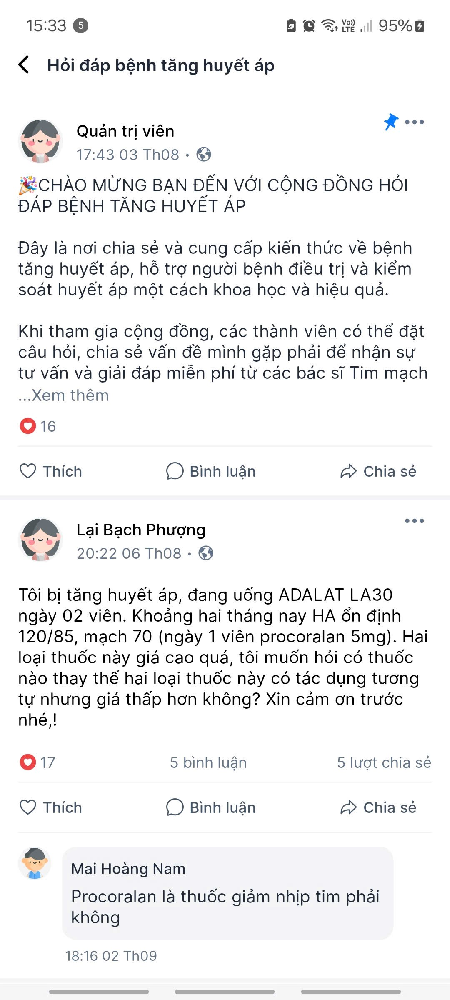 15:33 5 Vo)) LTE 95%
Hỏi đáp bệnh tăng huyết áp
Quản trị viên
17:43 03 Th08 •
🎉CHÀO MỪNG BẠN ĐẾN VỚI CỘNG ĐỒNG HỎI
ĐÁP BỆNH TĂNG HUYẾT ÁP
Đây là nơi chia sẻ và cung cấp kiến thức về bệnh
tăng huyết áp, hỗ trợ người bệnh điều trị và kiểm
soát huyết áp một cách khoa học và hiệu quả.
Khi tham gia cộng đồng, các thành viên có thể đặt
câu hỏi, chia sẻ vấn đề mình gặp phải để nhận sự
tư vấn và giải đáp miễn phí từ các bác sĩ Tim mạch
...Xem thêm
16
Thích Bình luận Chia sẻ
Lại Bạch Phượng
20:22 06 Th08 •
Tôi bị tăng huyết áp, đang uống ADALAT LA30
ngày 02 viên. Khoảng hai tháng nay HA ổn định
120/85, mạch 70 (ngày 1 viên procoralan 5mg). Hai
loại thuốc này giá cao quá, tôi muốn hỏi có thuốc
nào thay thế hai loại thuốc này có tác dụng tương
tự nhưng giá thấp hơn không? Xin cảm ơn trước
nhé,!
17 5 bình luận 5 lượt chia sẻ
Thích Bình luận Chia sẻ
Mai Hoàng Nam
Procoralan là thuốc giảm nhịp tim phải
không
18:16 02 Th09